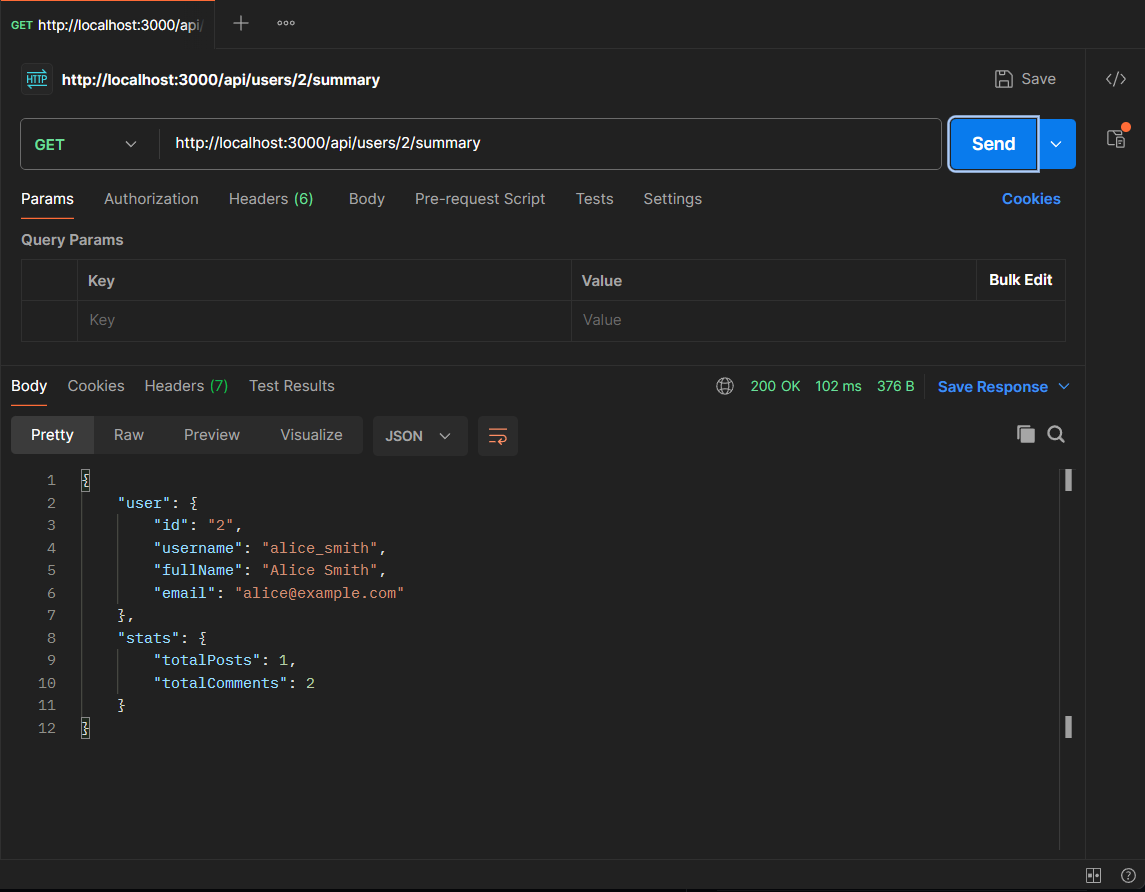 GET http://localhost:3000/api/
HTTP http://localhost:3000/api/users/2/summary
Save
GET http://localhost:3000/api/users/2/summary
Send
Params Authorization Headers (6) Body Pre-request Script Tests Settings
Cookies
Query Params
Key Value Bulk Edit
Key Value
Body Cookies Headers (7) Test Results
200 OK 102 ms 376 B Save Response
Pretty Raw Preview Visualize JSON
1 {
2 "user": {
3 "id": "2",
4 "username": "alice_smith",
5 "fullName": "Alice Smith",
6 "email": "alice@example.com"
7 },
8 "stats": {
9 "totalPosts": 1,
10 "totalComments": 2
11 }
12 }